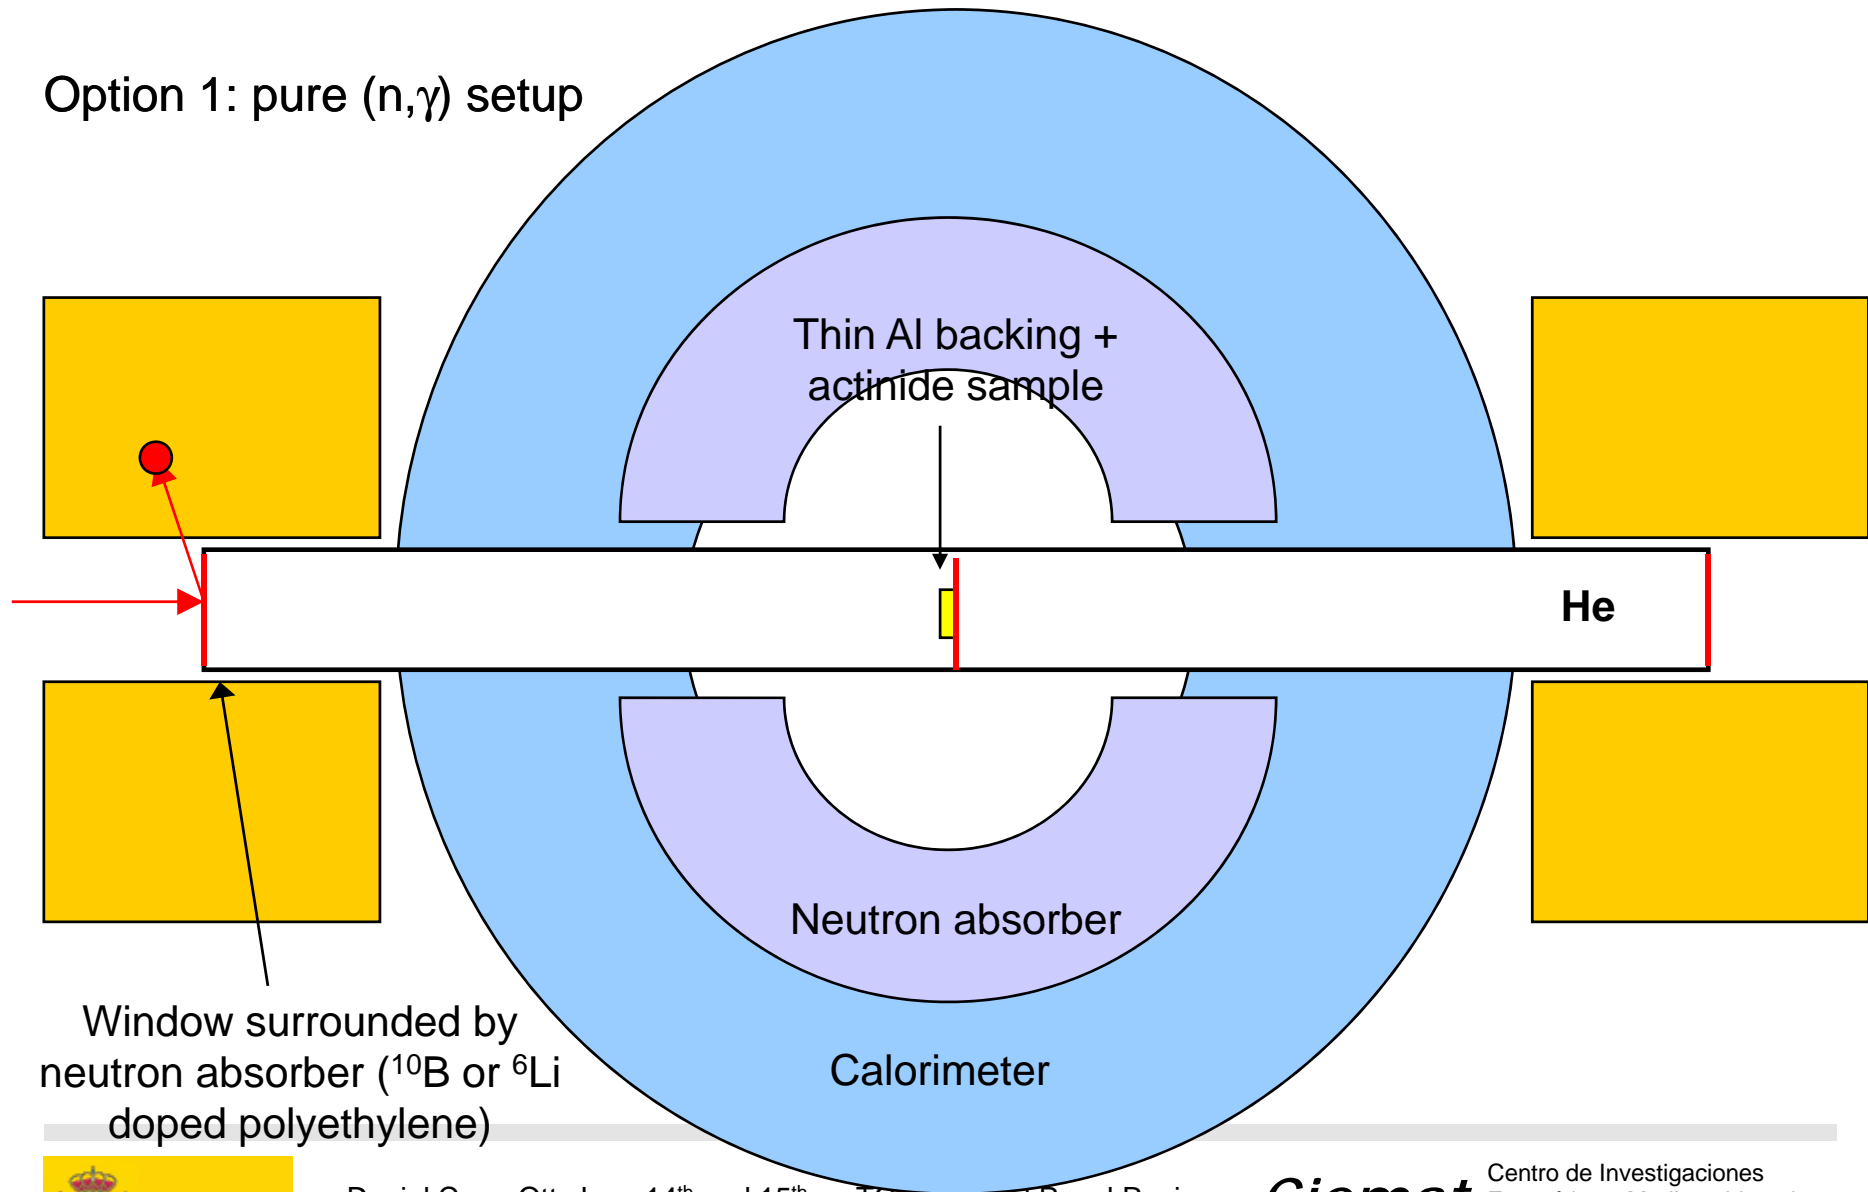 Option 1: pure (n,γ) setup
Thin Al backing +
actinide sample
He
Neutron absorber
Window surrounded by
neutron absorber (¹⁰B or ⁶Li
doped polyethylene)
Calorimeter
Centro de Investigaciones